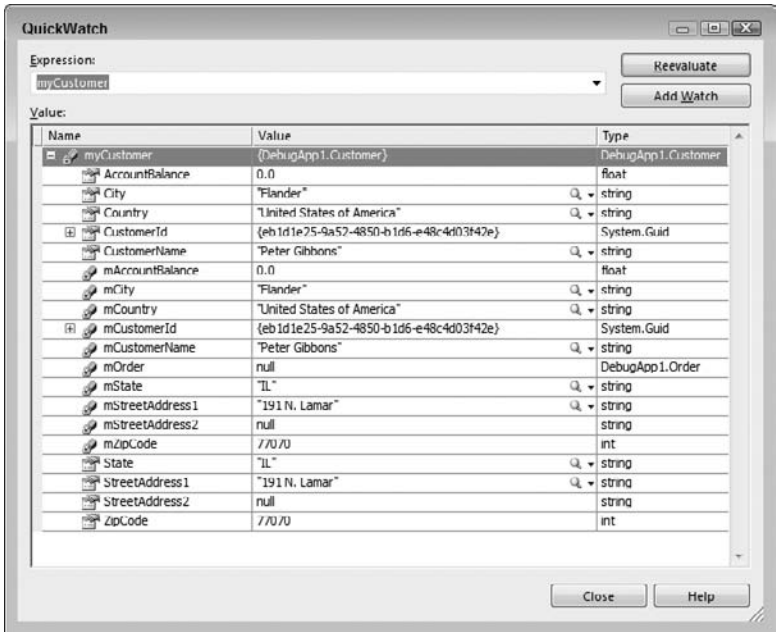 QuickWatch
Expression:
myCustomer
Reevaluate
Add Watch
Value:
Name Value Type
myCustomer {DebugApp1.Customer} DebugApp1.Customer
AccountBalance 0.0 float
City "Flander" string
Country "United States of America" string
CustomerId {eb1d1e25-9a52-4850-b1d6-e48c4d03f42e} System.Guid
CustomerName "Peter Gibbons" string
mAccountBalance 0.0 float
mCity "Flander" string
mCountry "United States of America" string
mCustomerId {eb1d1e25-9a52-4850-b1d6-e48c4d03f42e} System.Guid
mCustomerName "Peter Gibbons" string
mOrder null DebugApp1.Order
mState "IL" string
mStreetAddress1 "191 N. Lamar" string
mStreetAddress2 null string
mZipCode 77070 int
State "IL" string
StreetAddress1 "191 N. Lamar" string
StreetAddress2 null string
ZipCode 77070 int
Close
Help